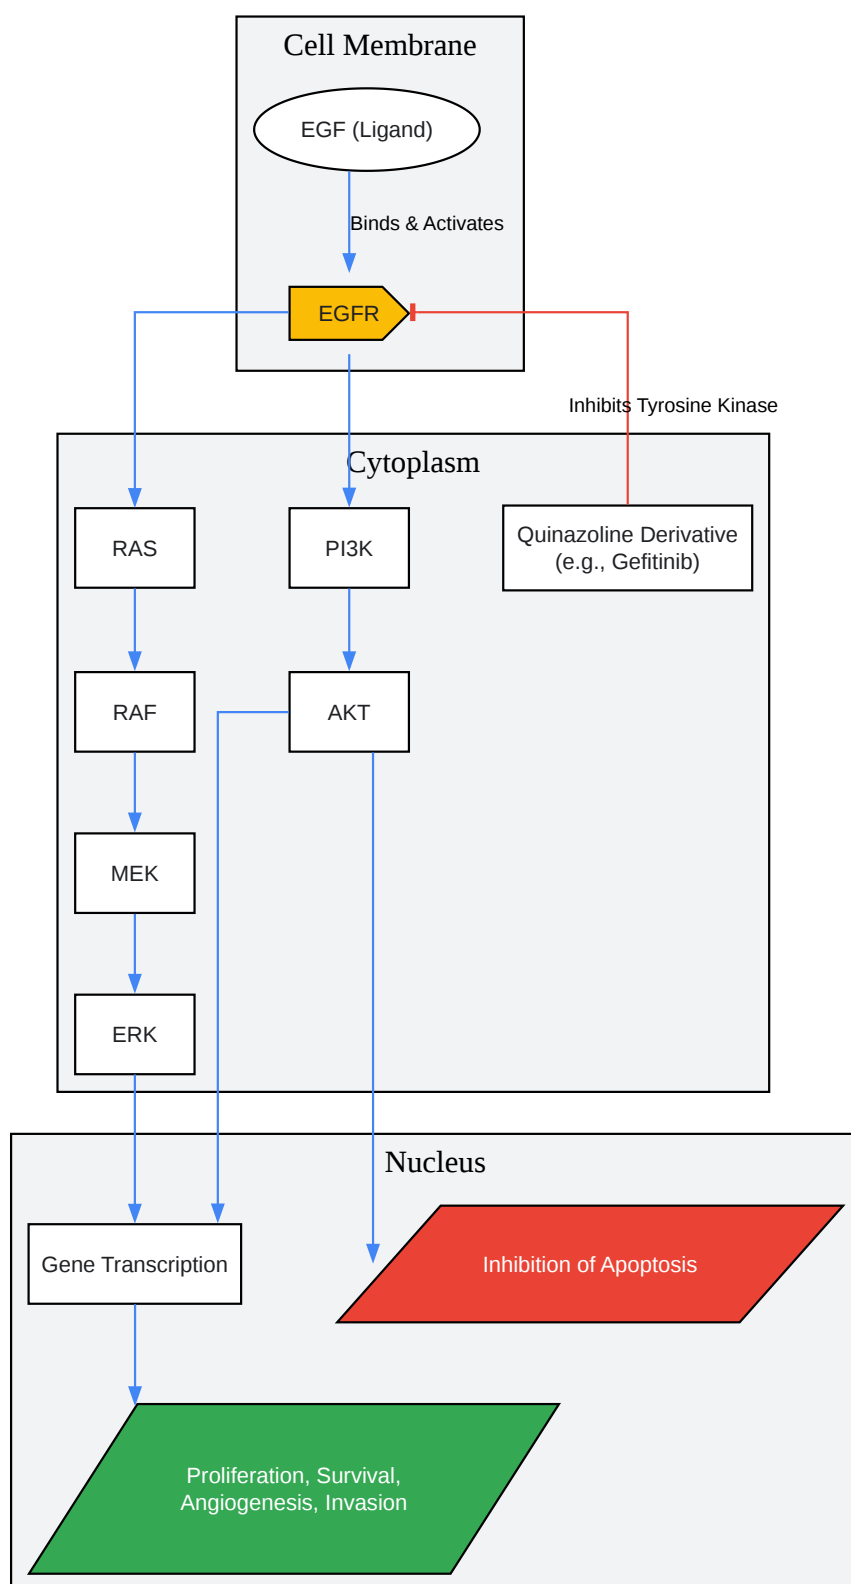 Cell Membrane
EGF (Ligand)
Binds & Activates
EGFR
Inhibits Tyrosine Kinase
Cytoplasm
RAS
PI3K
Quinazoline Derivative
(e.g., Gefitinib)
RAF
AKT
MEK
ERK
Nucleus
Gene Transcription
Inhibition of Apoptosis
Proliferation, Survival,
Angiogenesis, Invasion